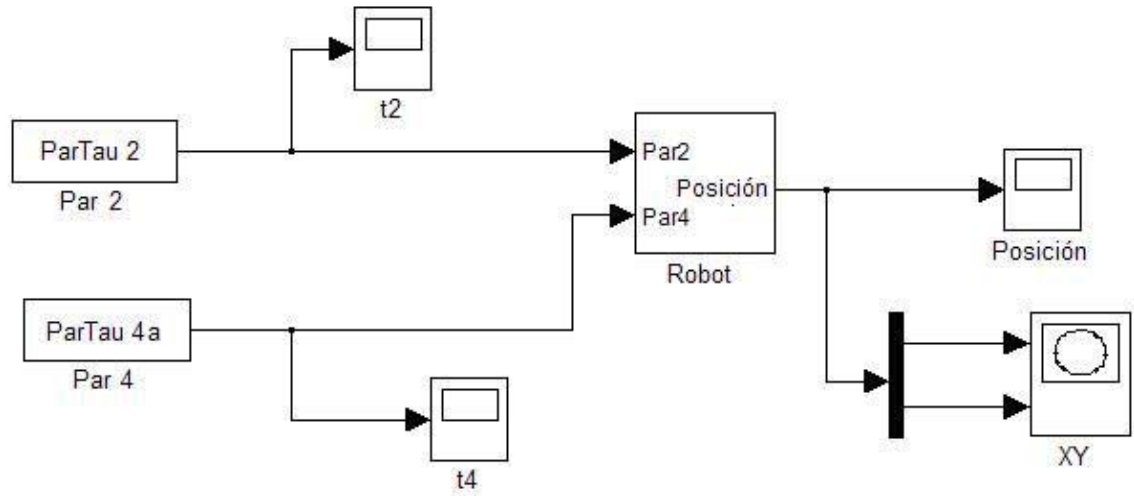 t2
ParTau 2
Par 2
Par2
Posición
Par4
Robot
Posición
ParTau 4a
Par 4
t4
XY